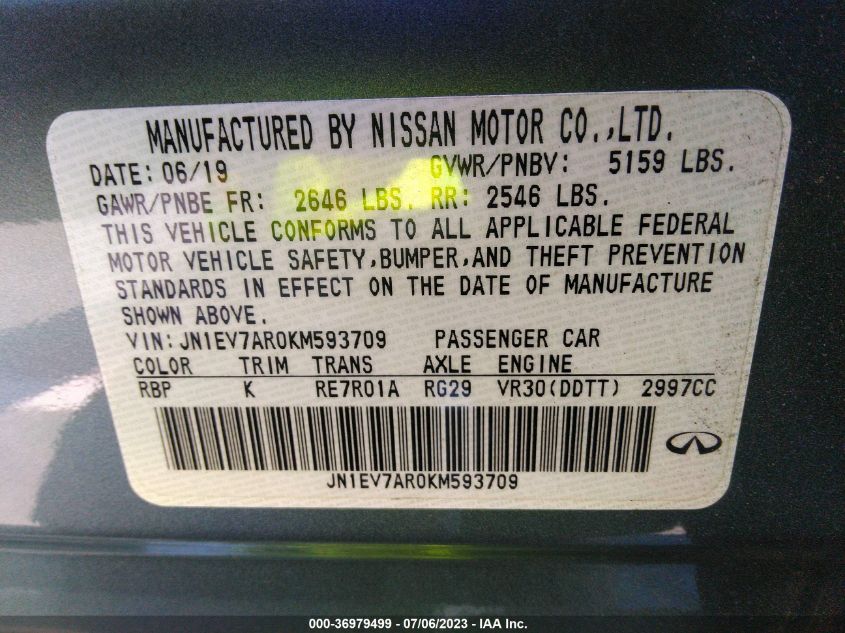 MANUFACTURED BY NISSAN MOTOR CO.,LTD.
DATE: 06/19 GVWR/PNBV: 5159 LBS.
GAWR/PNBE FR: 2646 LBS. RR: 2546 LBS.
THIS VEHICLE CONFORMS TO ALL APPLICABLE FEDERAL
MOTOR VEHICLE SAFETY,BUMPER,AND THEFT PREVENTION
STANDARDS IN EFFECT ON THE DATE OF MANUFACTURE
SHOWN ABOVE.
VIN:JN1EV7AR0KM593709 PASSENGER CAR
COLOR TRIM TRANS AXLE ENGINE
RBP K RE7R01A RG29 VR30(DDTT) 2997CC
JN1EV7AR0KM593709
000-36979499 - 07/06/2023 - IAA Inc.